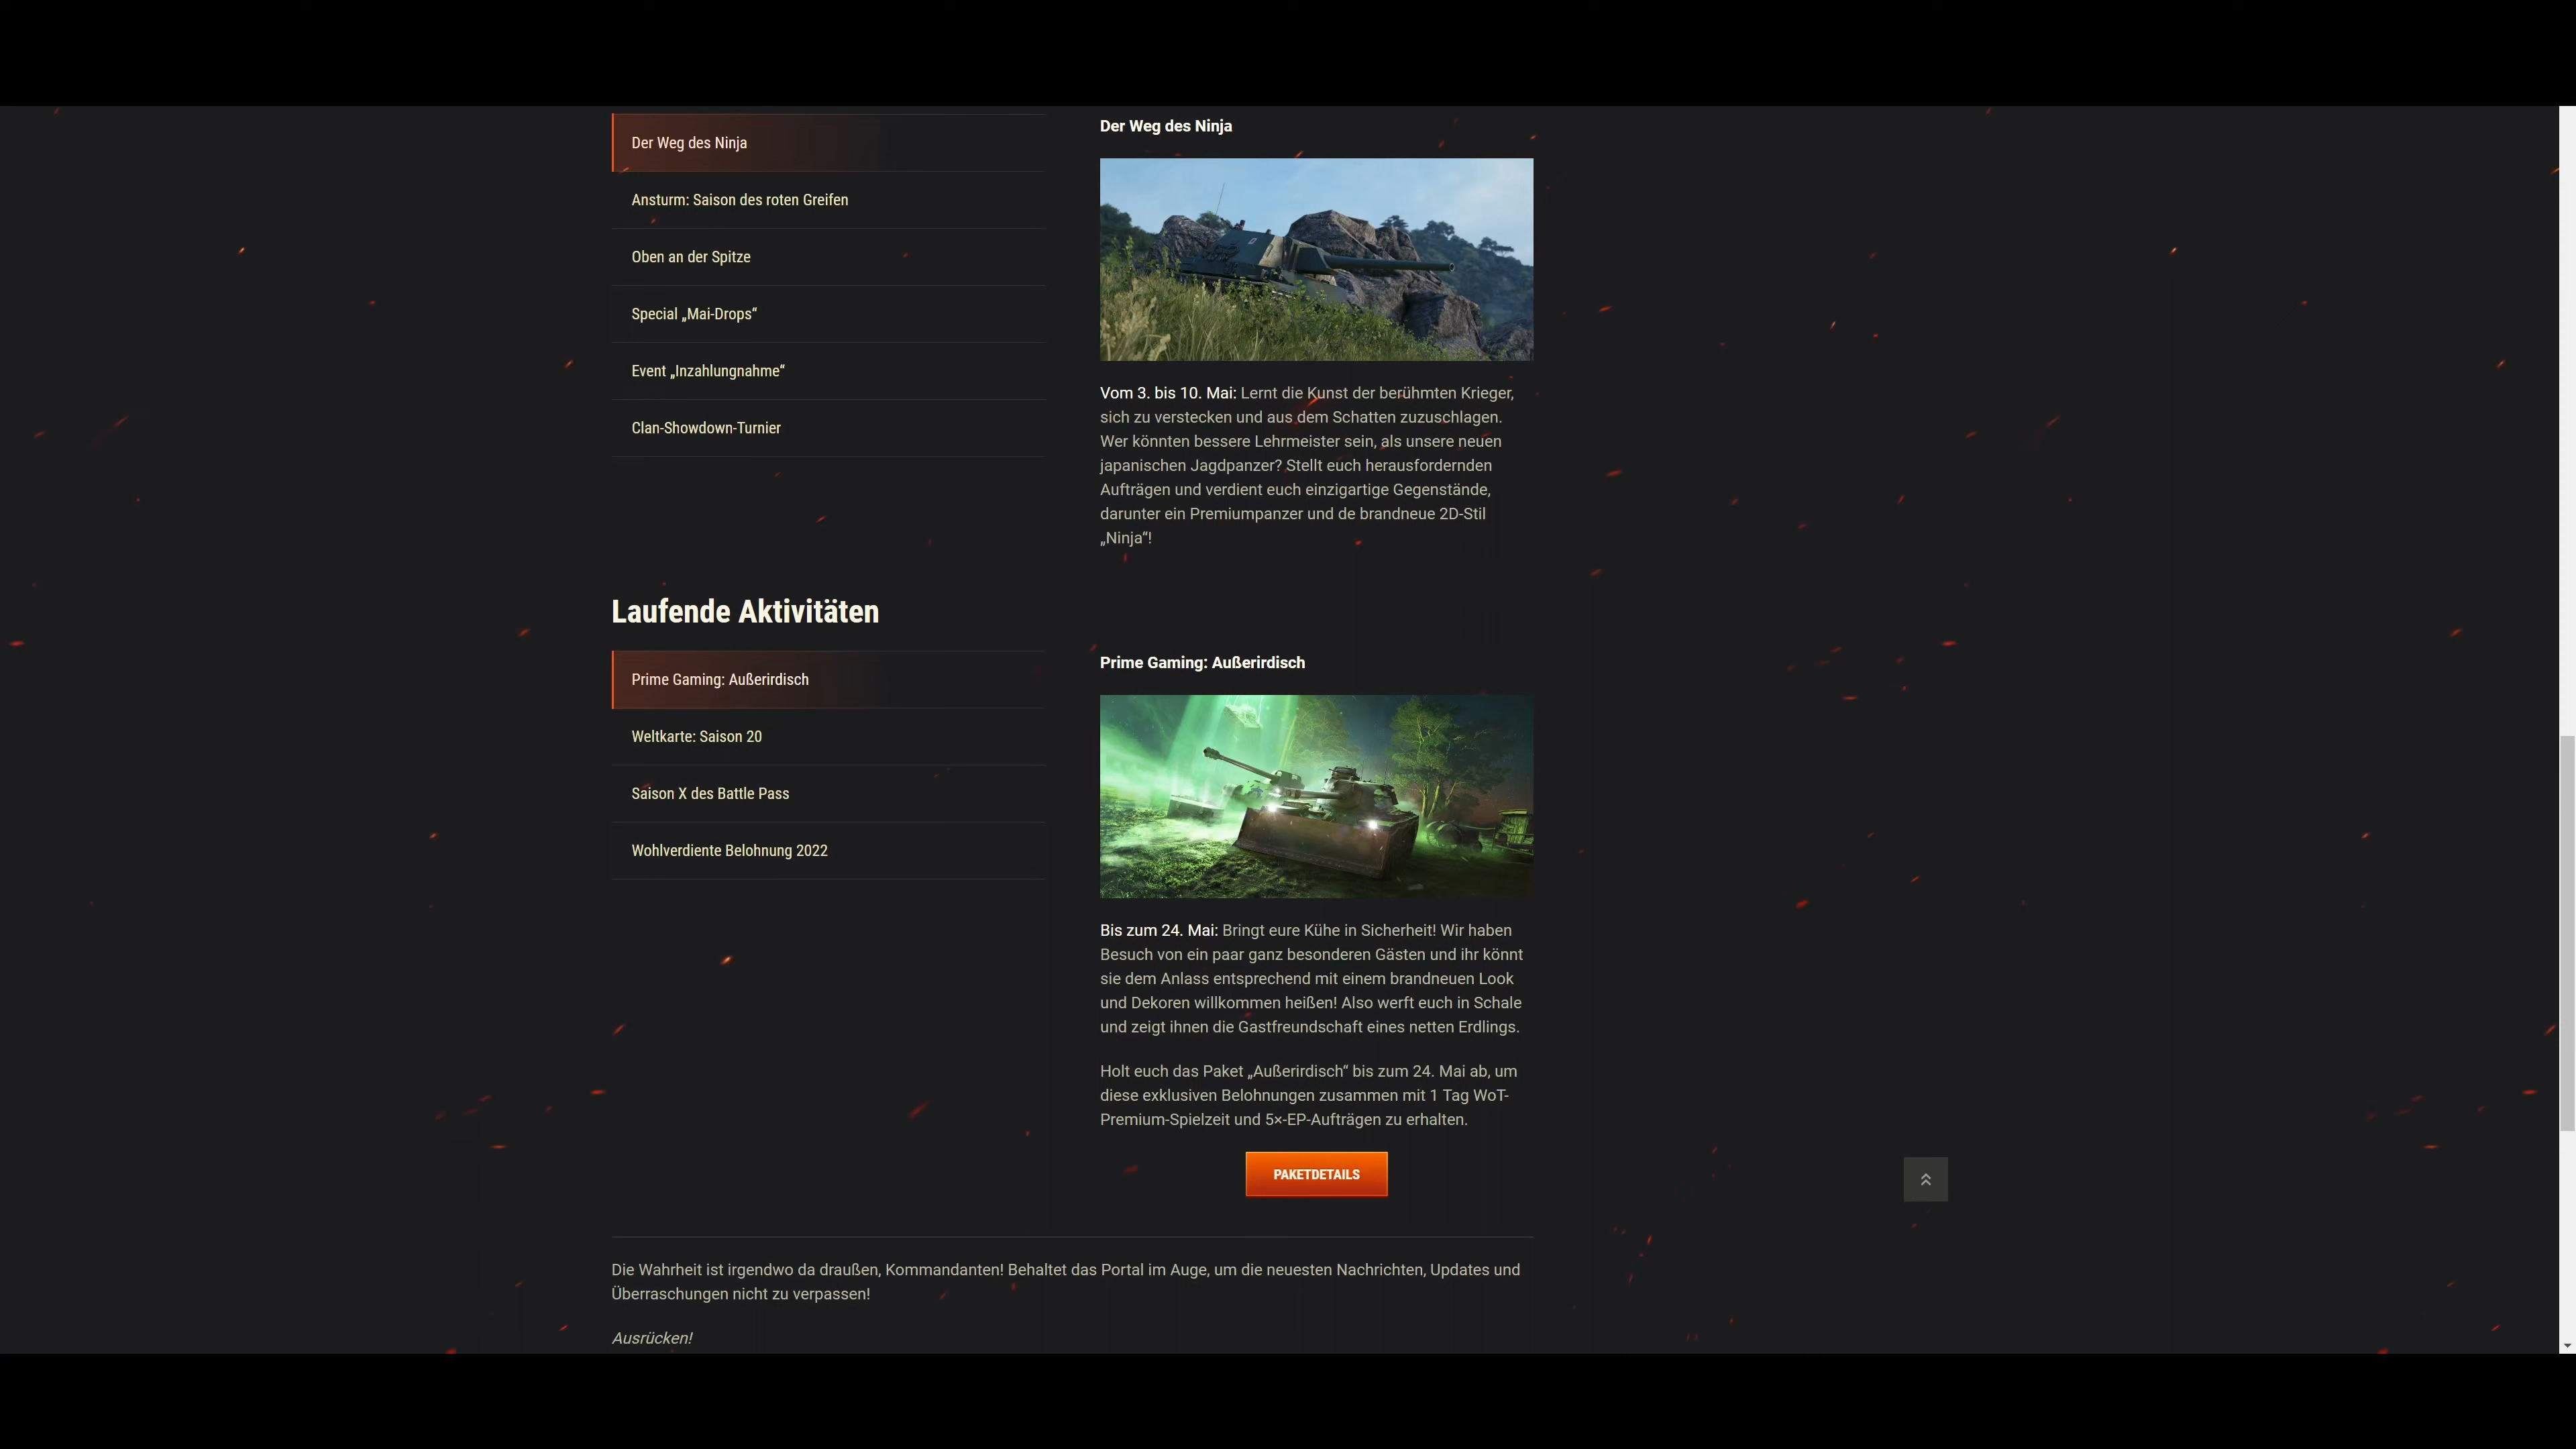 Der Weg des Ninja
Ansturm: Saison des roten Greifen
Oben an der Spitze
Special „Mai-Drops“
Event „Inzahlungnahme“
Clan-Showdown-Turnier
Der Weg des Ninja
Vom 3. bis 10. Mai: Lernt die Kunst der berühmten Krieger,
sich zu verstecken und aus dem Schatten zuzuschlagen.
Wer könnten bessere Lehrmeister sein, als unsere neuen
japanischen Jagdpanzer? Stellt euch herausfordernden
Aufträgen und verdient euch einzigartige Gegenstände,
darunter ein Premiumpanzer und de brandneue 2D-Stil
„Ninja“!
Laufende Aktivitäten
Prime Gaming: Außerirdisch
Weltkarte: Saison 20
Saison X des Battle Pass
Wohlverdiente Belohnung 2022
Prime Gaming: Außerirdisch
Bis zum 24. Mai: Bringt eure Kühe in Sicherheit! Wir haben
Besuch von ein paar ganz besonderen Gästen und ihr könnt
sie dem Anlass entsprechend mit einem brandneuen Look
und Dekoren willkommen heißen! Also werft euch in Schale
und zeigt ihnen die Gastfreundschaft eines netten Erdlings.
Holt euch das Paket „Außerirdisch“ bis zum 24. Mai ab, um
diese exklusiven Belohnungen zusammen mit 1 Tag WoT-
Premium-Spielzeit und 5×-EP-Aufträgen zu erhalten.
PAKETDETAILS
Die Wahrheit ist irgendwo da draußen, Kommandanten! Behaltet das Portal im Auge, um die neuesten Nachrichten, Updates und
Überraschungen nicht zu verpassen!
Ausrücken!